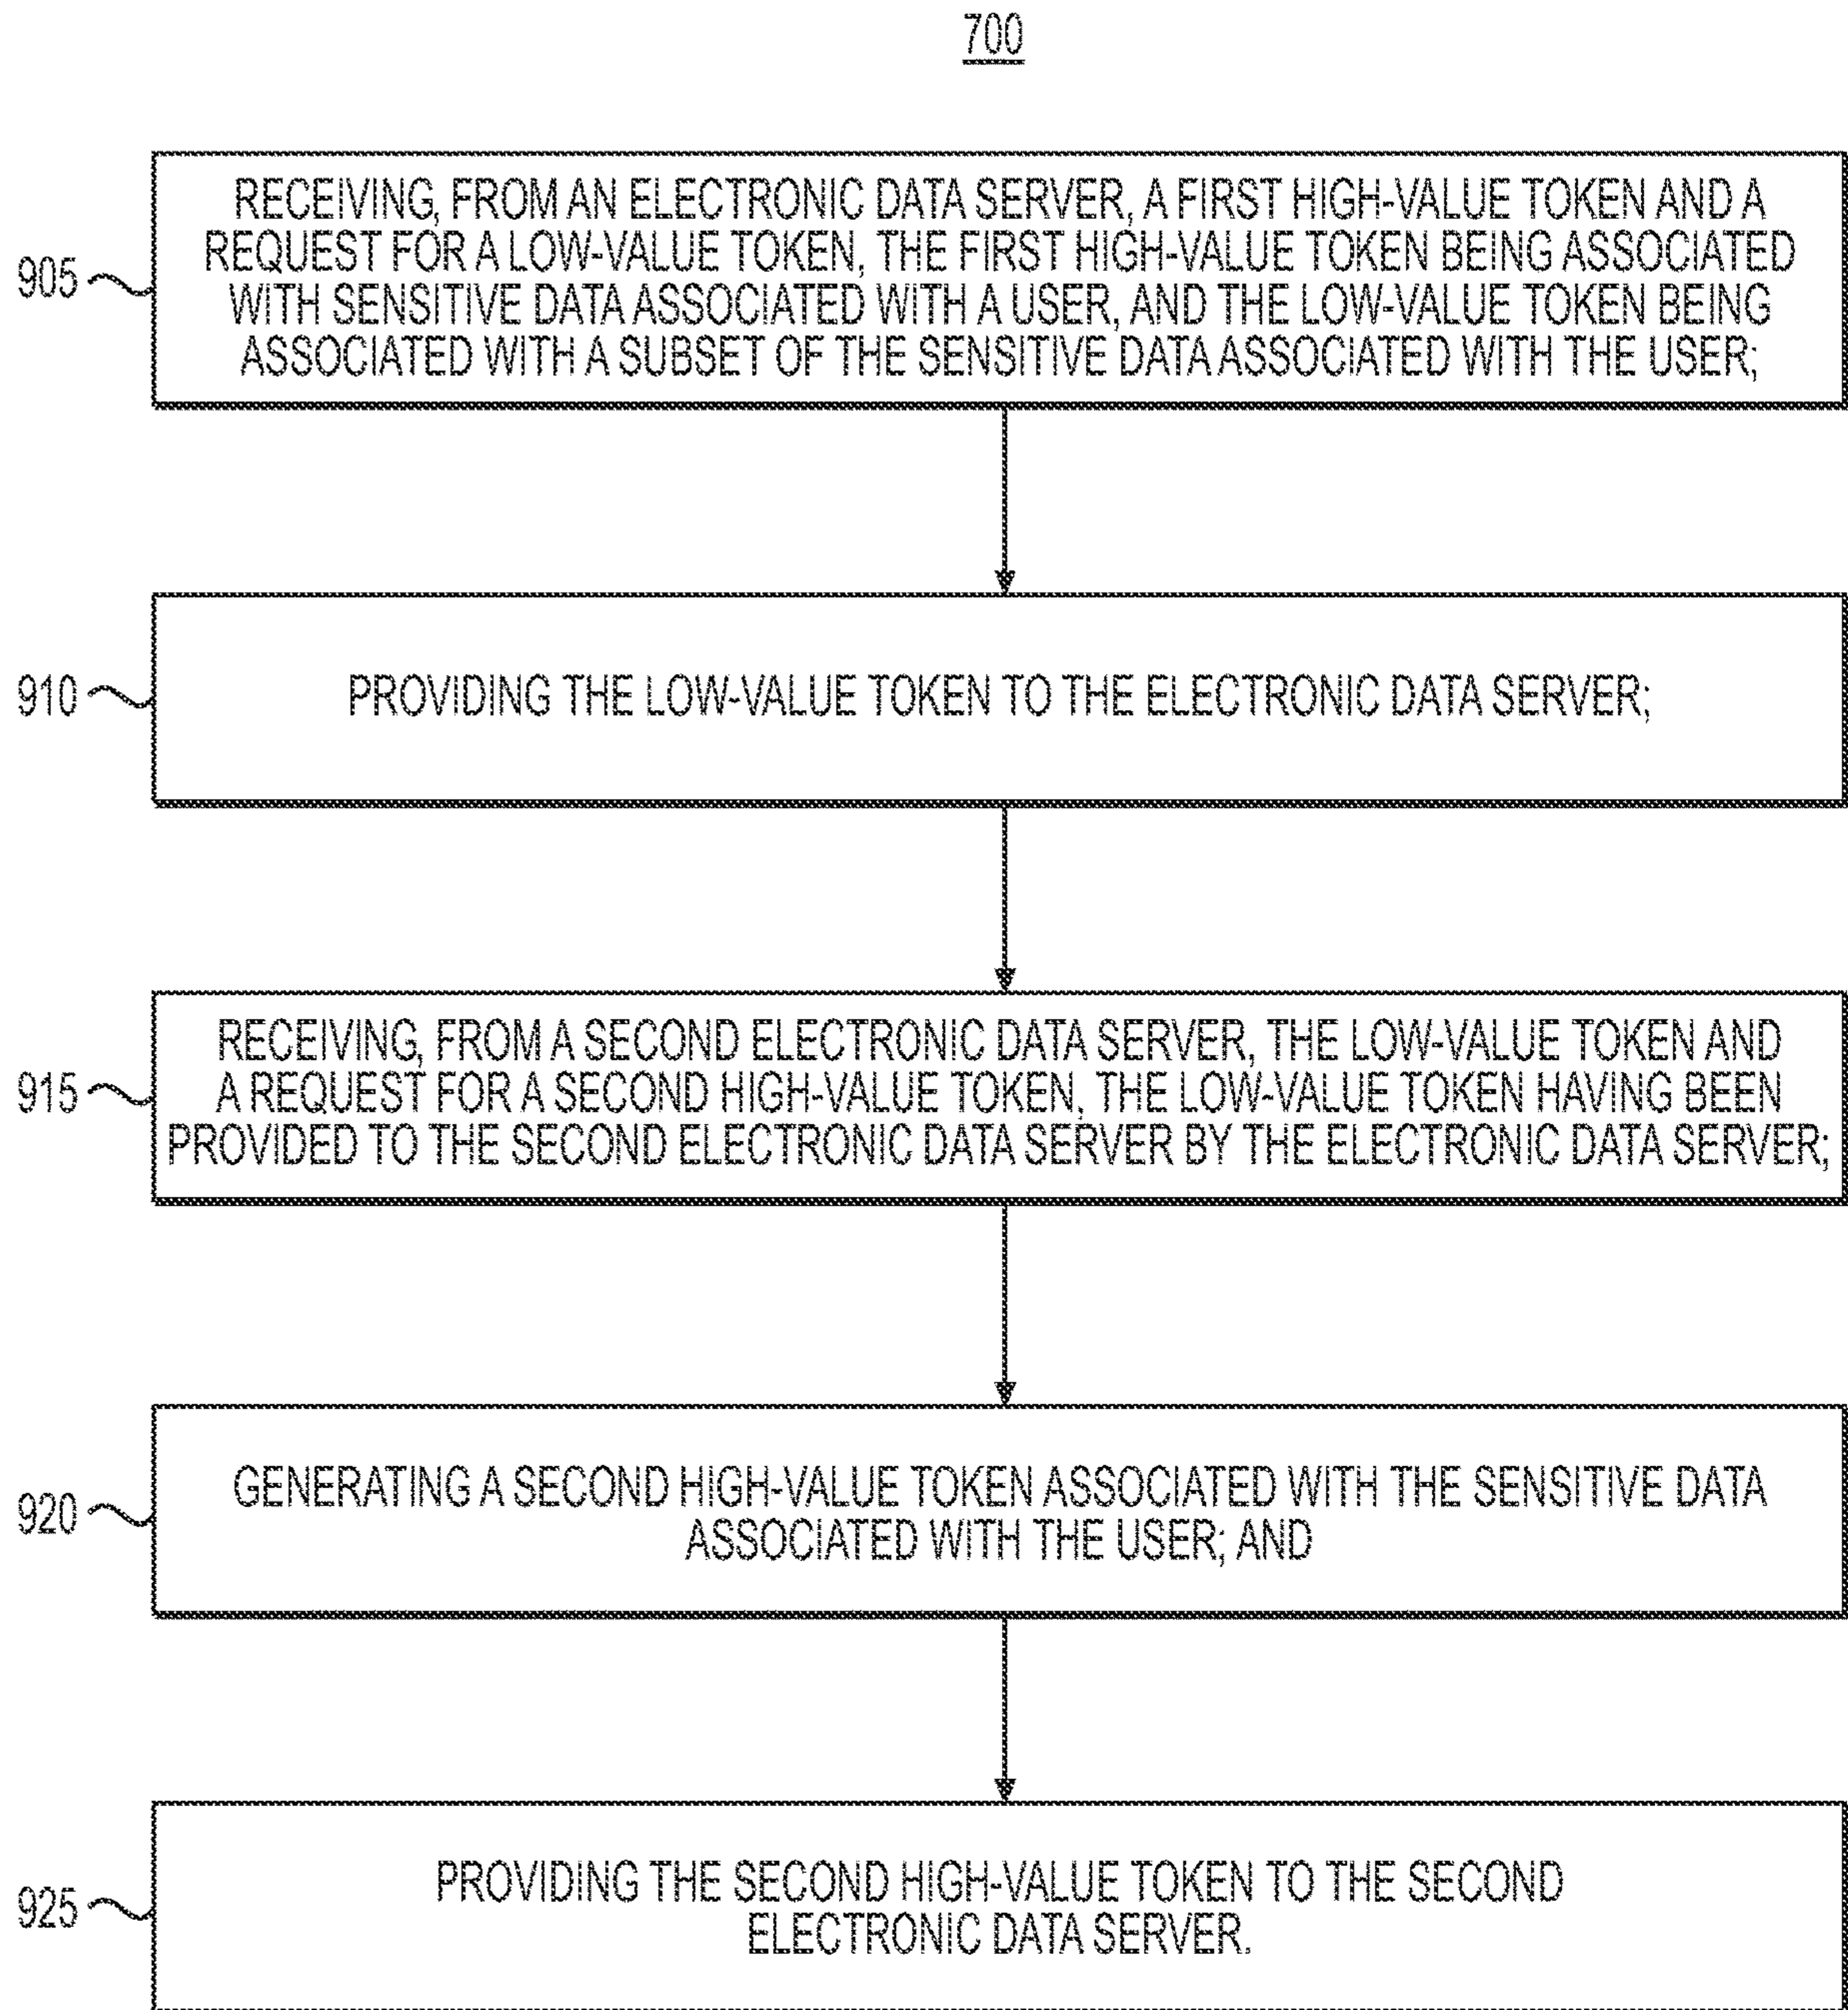 700
905
RECEIVING, FROM AN ELECTRONIC DATA SERVER, A FIRST HIGH-VALUE TOKEN AND A
REQUEST FOR A LOW-VALUE TOKEN, THE FIRST HIGH-VALUE TOKEN BEING ASSOCIATED
WITH SENSITIVE DATA ASSOCIATED WITH A USER, AND THE LOW-VALUE TOKEN BEING
ASSOCIATED WITH A SUBSET OF THE SENSITIVE DATA ASSOCIATED WITH THE USER;
910
PROVIDING THE LOW-VALUE TOKEN TO THE ELECTRONIC DATA SERVER;
915
RECEIVING, FROM A SECOND ELECTRONIC DATA SERVER, THE LOW-VALUE TOKEN AND
A REQUEST FOR A SECOND HIGH-VALUE TOKEN, THE LOW-VALUE TOKEN HAVING BEEN
PROVIDED TO THE SECOND ELECTRONIC DATA SERVER BY THE ELECTRONIC DATA SERVER;
920
GENERATING A SECOND HIGH-VALUE TOKEN ASSOCIATED WITH THE SENSITIVE DATA
ASSOCIATED WITH THE USER; AND
925
PROVIDING THE SECOND HIGH-VALUE TOKEN TO THE SECOND
ELECTRONIC DATA SERVER.